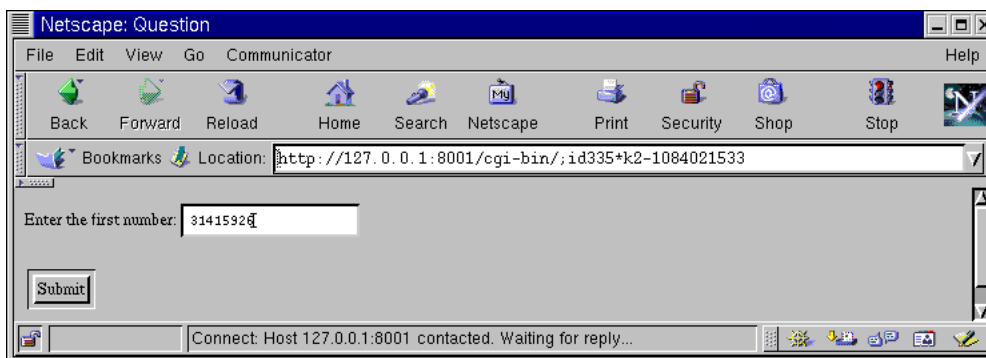 Netscape: Question
File Edit View Go Communicator Help
Back Forward Reload Home Search Netscape Print Security Shop Stop
Bookmarks Location: http://127.0.0.1:8001/cgi-bin/;id335*k2-1084021533
Enter the first number: 31415926
Submit
Connect: Host 127.0.0.1:8001 contacted. Waiting for reply...